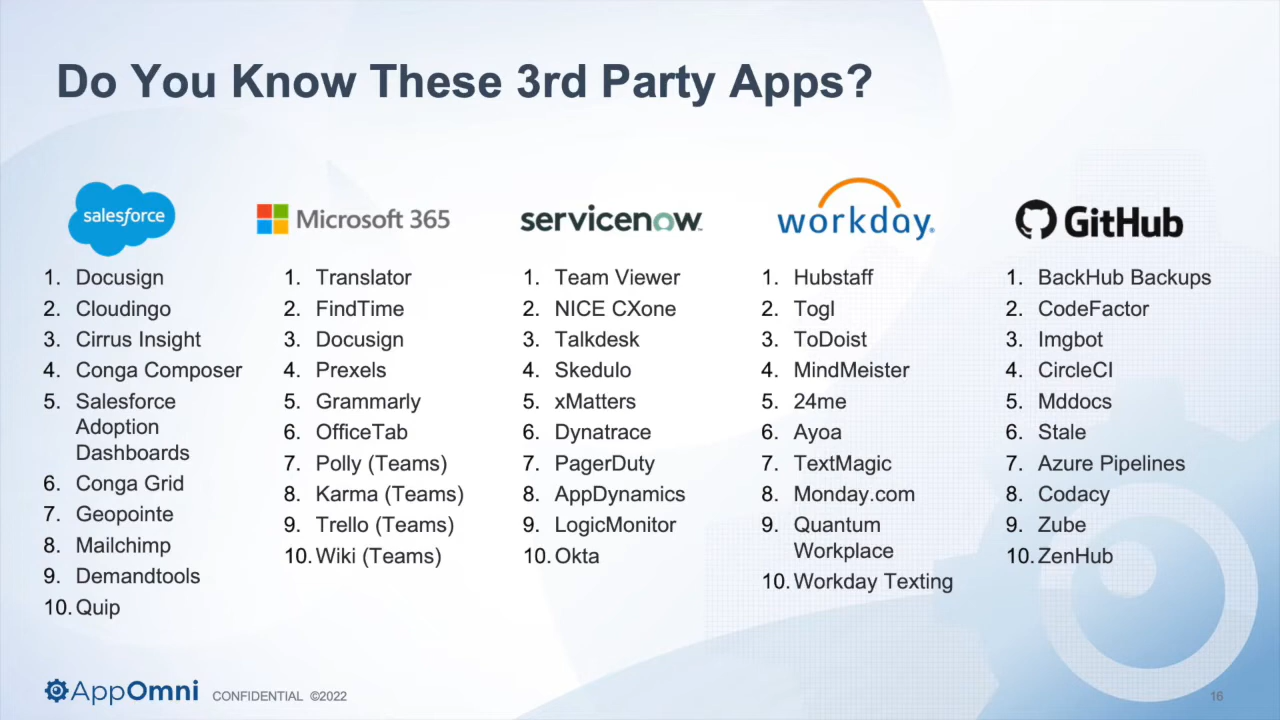 Do You Know These 3rd Party Apps?
salesforce
1. Docusign
2. Cloudingo
3. Cirrus Insight
4. Conga Composer
5. Salesforce
Adoption
Dashboards
6. Conga Grid
7. Geopointe
8. Mailchimp
9. Demandtools
10. Quip
Microsoft 365
1. Translator
2. FindTime
3. Docusign
4. Prexels
5. Grammarly
6. OfficeTab
7. Polly (Teams)
8. Karma (Teams)
9. Trello (Teams)
10. Wiki (Teams)
servicenow
1. Team Viewer
2. NICE CXone
3. Talkdesk
4. Skedulo
5. xMatters
6. Dynatrace
7. PagerDuty
8. AppDynamics
9. LogicMonitor
10. Okta
workday®
1. Hubstaff
2. Togl
3. ToDoist
4. MindMeister
5. 24me
6. Ayoa
7. TextMagic
8. Monday.com
9. Quantum
Workplace
10. Workday Texting
GitHub
1. BackHub Backups
2. CodeFactor
3. Imgbot
4. CircleCI
5. Mddocs
6. Stale
7. Azure Pipelines
8. Codacy
9. Zube
10. ZenHub
AppOmni CONFIDENTIAL ©2022
16